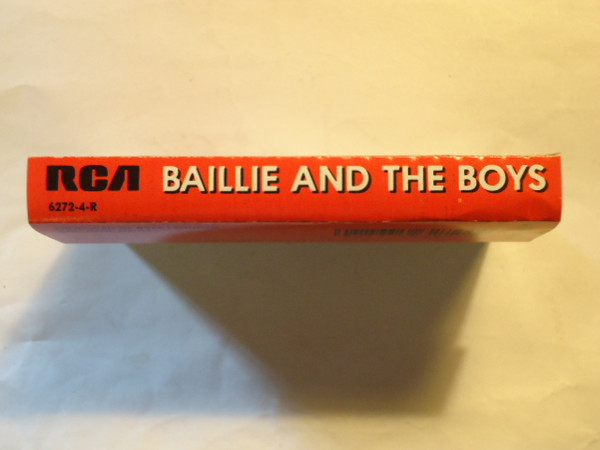 RCA BAILLIE AND THE BOYS
6272-4-R